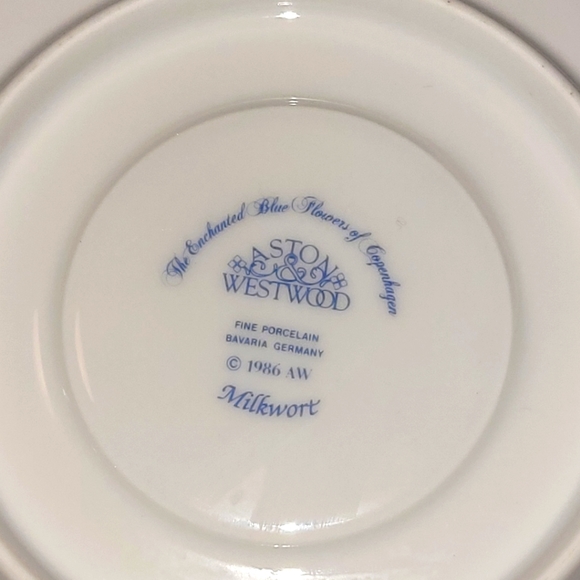 The Enchanted Blue Flowers of Copenhagen
ASTON
&
WESTWOOD
FINE PORCELAIN
BAVARIA GERMANY
© 1986 AW
Milkwort